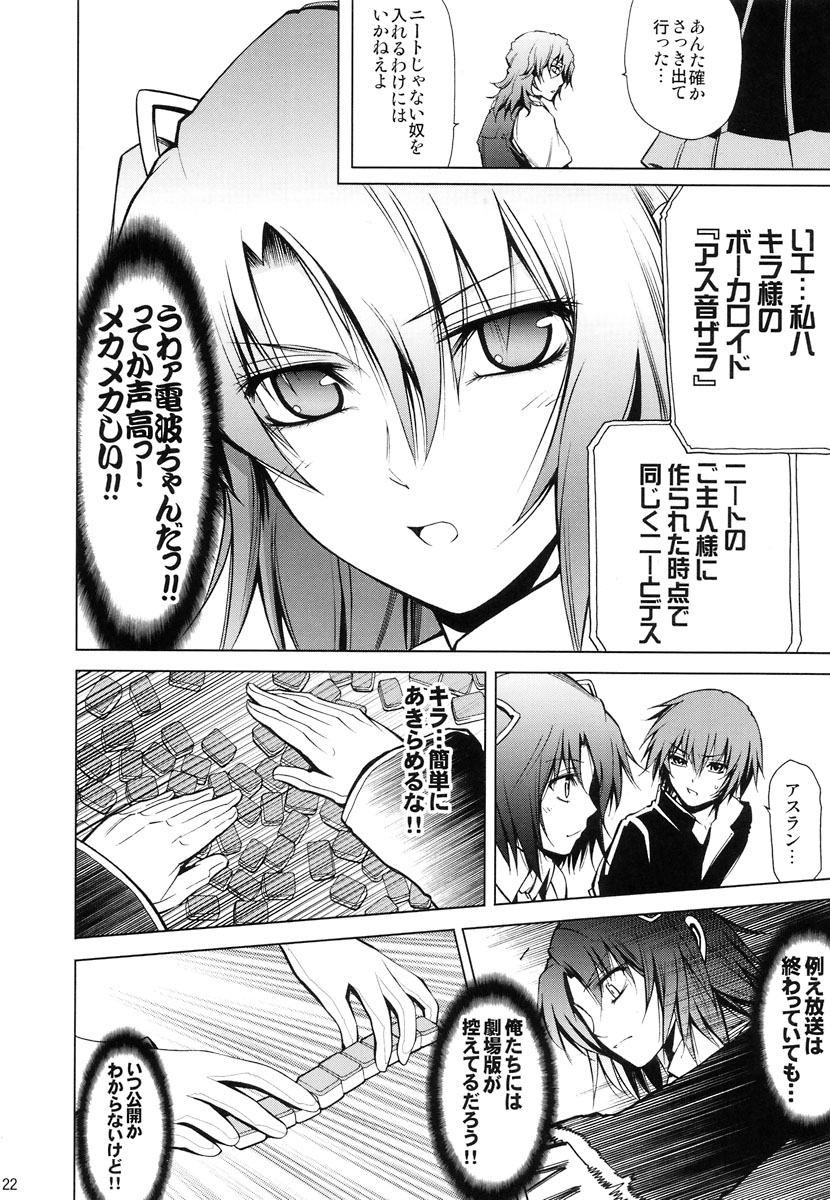 あんた確か
さっき出て
行った…
ニートじゃない奴を
入れるわけには
いかねえよ
いエ…私ハ
キラ様の
ボーカロイド
『アス音ザラ』
ニートの
ご主人様に
作られた時点で
同じくニーとデス
うわァ電波ちゃんだっ!!
ってか声高っー
メカメカしい!!
アスラン…
キラ…簡単に
あきらめるな!!
例え放送は
終わっていても…
俺たちには
劇場版が
控えてるだろう!!
いつ公開か
わからないけど!!
22